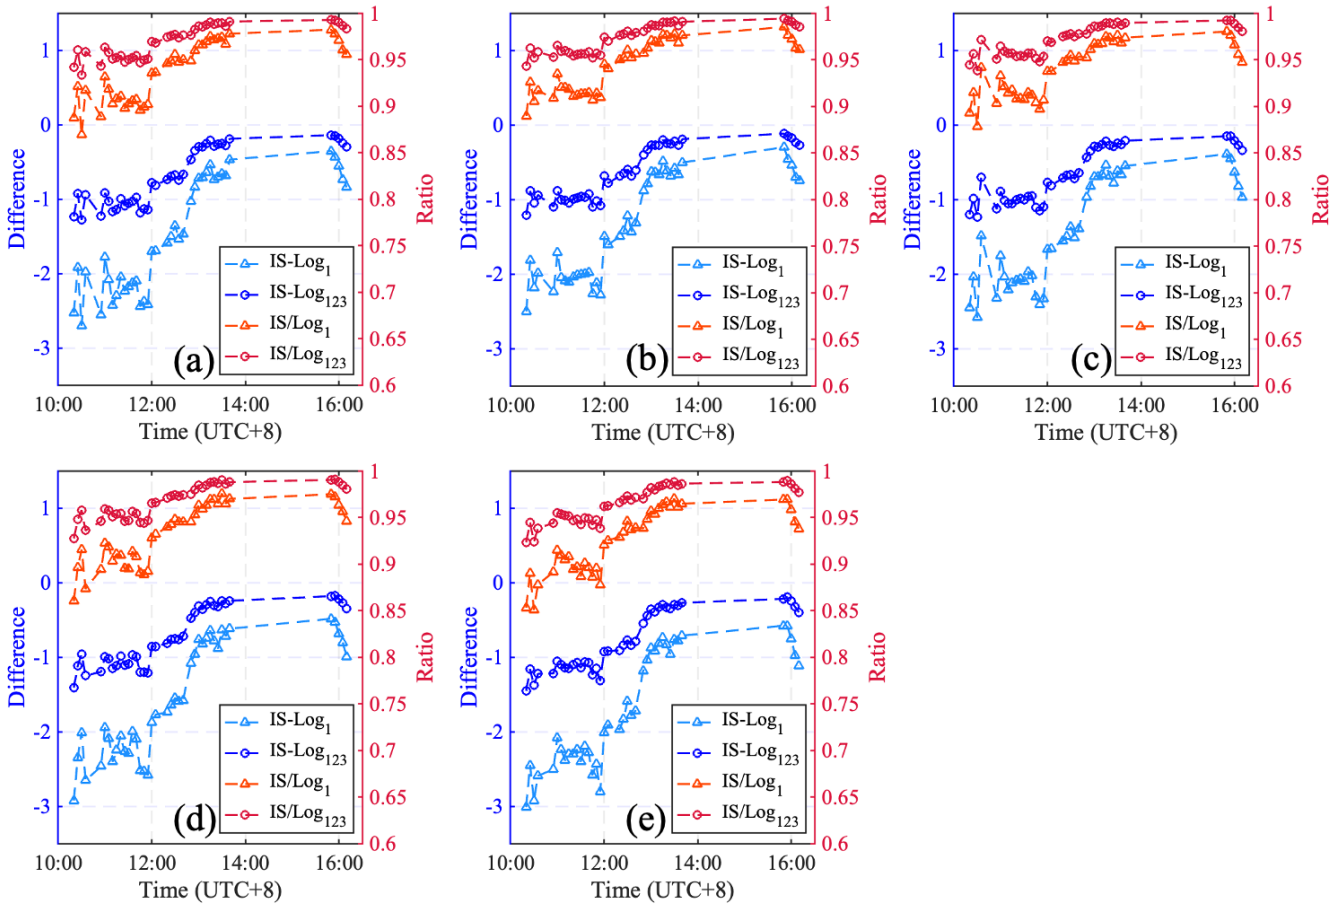 1
0
-1
-2
-3
Difference
1
0.95
0.9
0.85
0.8
0.75
0.7
0.65
0.6
Ratio
IS-Log1
IS-Log123
IS/Log1
IS/Log123
(a)
10:00 12:00 14:00 16:00
Time (UTC+8)
1
0
-1
-2
-3
Difference
1
0.95
0.9
0.85
0.8
0.75
0.7
0.65
0.6
Ratio
IS-Log1
IS-Log123
IS/Log1
IS/Log123
(b)
10:00 12:00 14:00 16:00
Time (UTC+8)
1
0
-1
-2
-3
Difference
1
0.95
0.9
0.85
0.8
0.75
0.7
0.65
0.6
Ratio
IS-Log1
IS-Log123
IS/Log1
IS/Log123
(c)
10:00 12:00 14:00 16:00
Time (UTC+8)
1
0
-1
-2
-3
Difference
1
0.95
0.9
0.85
0.8
0.75
0.7
0.65
0.6
Ratio
IS-Log1
IS-Log123
IS/Log1
IS/Log123
(d)
10:00 12:00 14:00 16:00
Time (UTC+8)
1
0
-1
-2
-3
Difference
1
0.95
0.9
0.85
0.8
0.75
0.7
0.65
0.6
Ratio
IS-Log1
IS-Log123
IS/Log1
IS/Log123
(e)
10:00 12:00 14:00 16:00
Time (UTC+8)